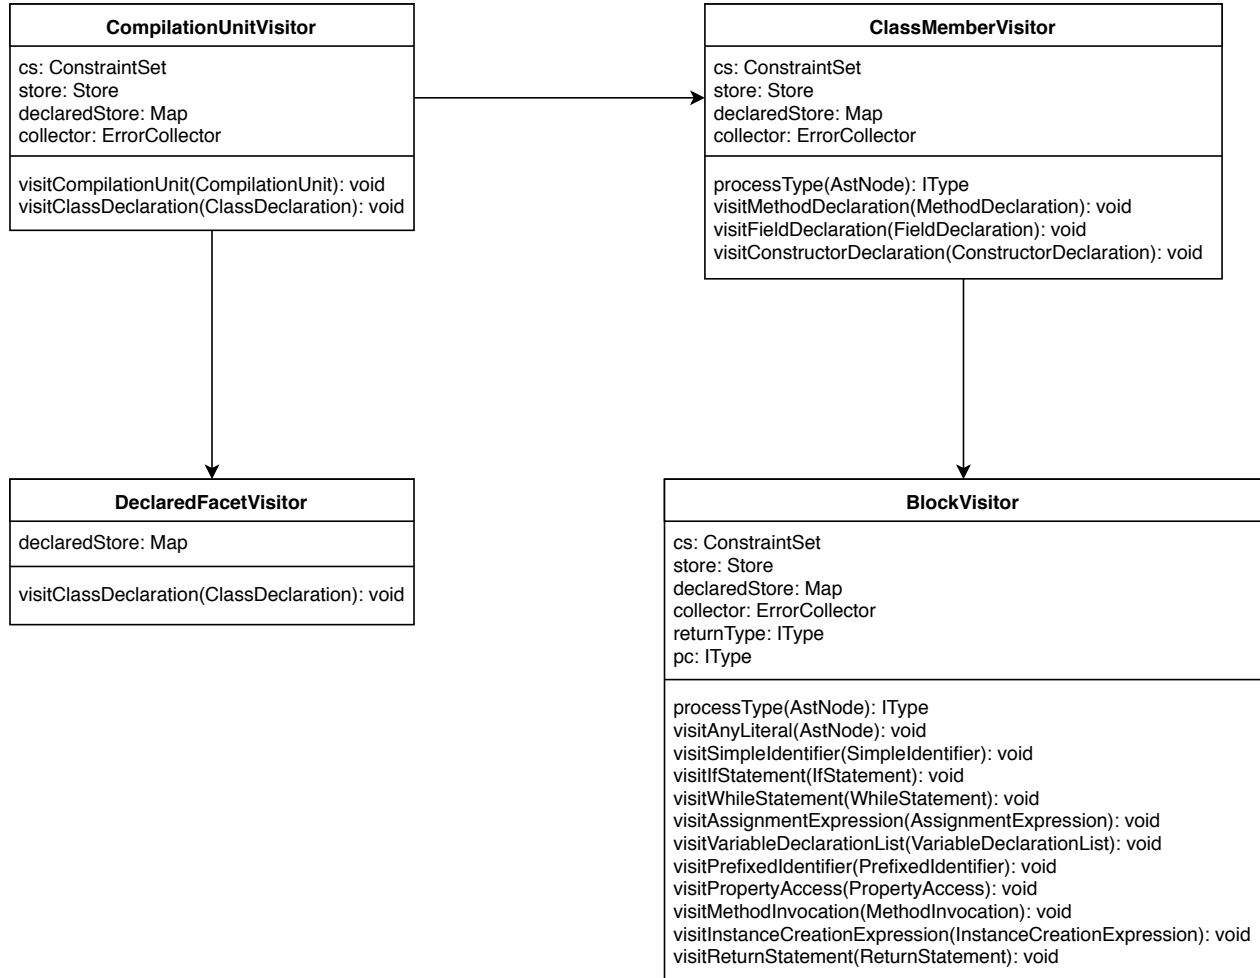 CompilationUnitVisitor
cs: ConstraintSet
store: Store
declaredStore: Map
collector: ErrorCollector
visitCompilationUnit(CompilationUnit): void
visitClassDeclaration(ClassDeclaration): void
ClassMemberVisitor
cs: ConstraintSet
store: Store
declaredStore: Map
collector: ErrorCollector
processType(AstNode): IType
visitMethodDeclaration(MethodDeclaration): void
visitFieldDeclaration(FieldDeclaration): void
visitConstructorDeclaration(ConstructorDeclaration): void
DeclaredFacetVisitor
declaredStore: Map
visitClassDeclaration(ClassDeclaration): void
BlockVisitor
cs: ConstraintSet
store: Store
declaredStore: Map
collector: ErrorCollector
returnType: IType
pc: IType
processType(AstNode): IType
visitAnyLiteral(AstNode): void
visitSimpleIdentifier(SimpleIdentifier): void
visitIfStatement(IfStatement): void
visitWhileStatement(WhileStatement): void
visitAssignmentExpression(AssignmentExpression): void
visitVariableDeclarationList(VariableDeclarationList): void
visitPrefixedIdentifier(PrefixedIdentifier): void
visitPropertyAccess(PropertyAccess): void
visitMethodInvocation(MethodInvocation): void
visitInstanceCreationExpression(InstanceCreationExpression): void
visitReturnStatement(ReturnStatement): void